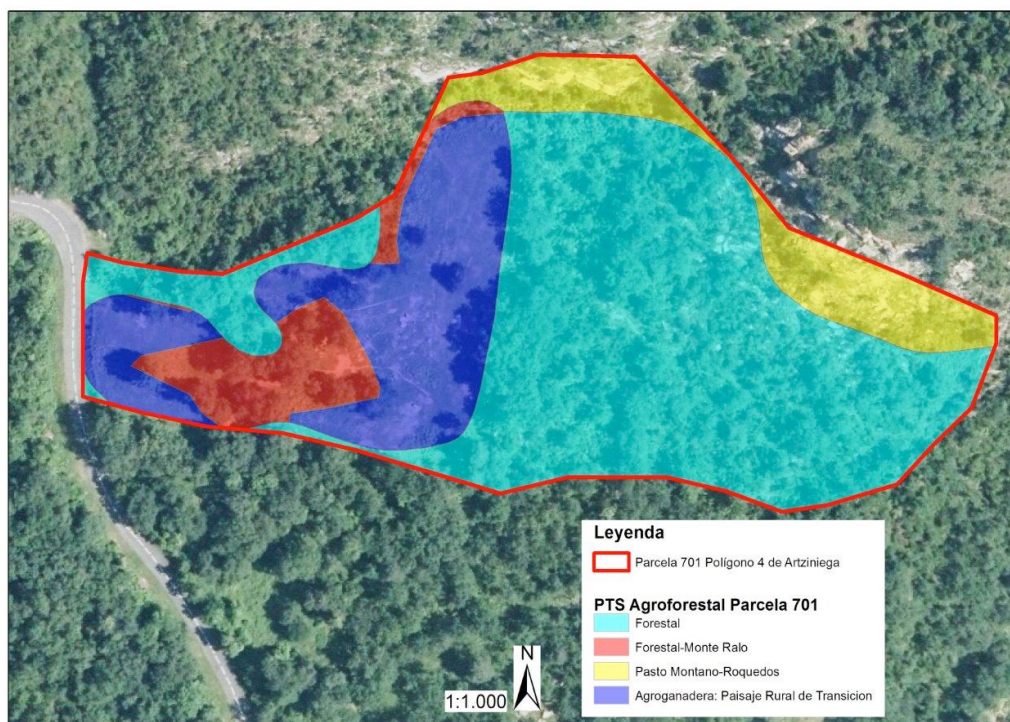 Leyenda
Parcela 701 Polígono 4 de Artziniega
PTS Agroforestal Parcela 701
Forestal
Forestal-Monte Ralo
Pasto Montano-Roquedos
Agroganadera: Paisaje Rural de Transicion
N
1:1.000